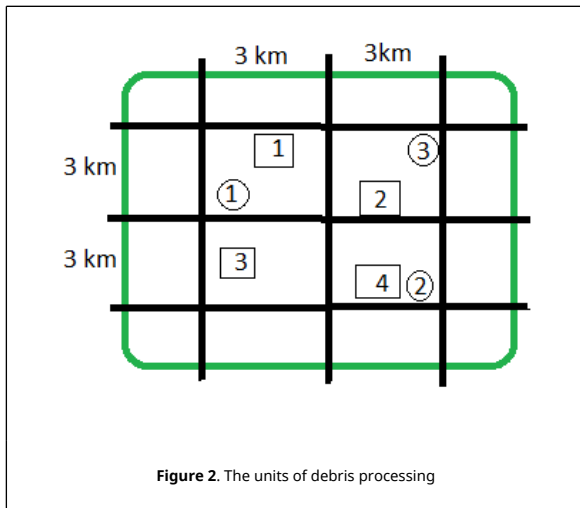 3 km 3km
1 3
3 km 1 2
3 km 3 4 2
Figure 2. The units of debris processing